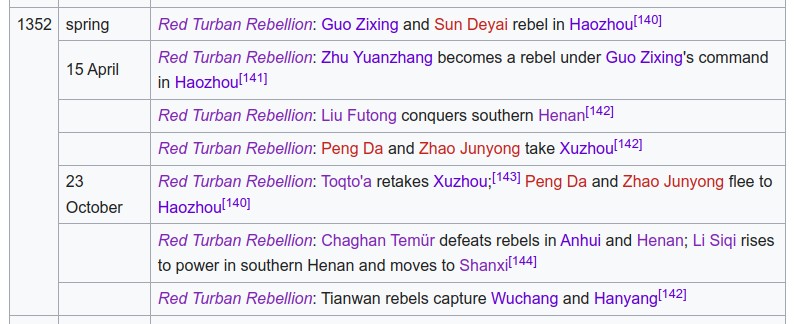 1352 spring Red Turban Rebellion: Guo Zixing and Sun Deyai rebel in Haozhou[140]
15 April Red Turban Rebellion: Zhu Yuanzhang becomes a rebel under Guo Zixing's command
in Haozhou[141]
Red Turban Rebellion: Liu Futong conquers southern Henan[142]
Red Turban Rebellion: Peng Da and Zhao Junyong take Xuzhou[142]
23 October Red Turban Rebellion: Toqto'a retakes Xuzhou;[143] Peng Da and Zhao Junyong flee to
Haozhou[140]
Red Turban Rebellion: Chaghan Temür defeats rebels in Anhui and Henan; Li Siqi rises
to power in southern Henan and moves to Shanxi[144]
Red Turban Rebellion: Tianwan rebels capture Wuchang and Hanyang[142]